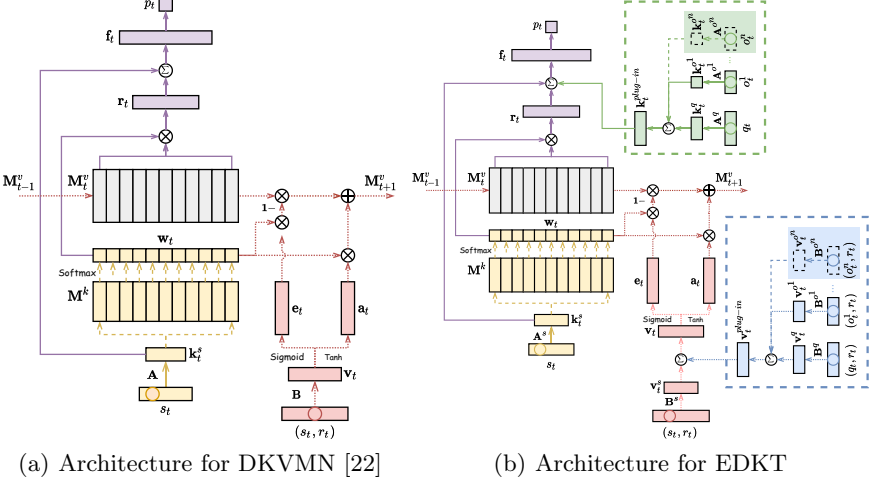 p_t
f_t
Σ
r_t
M^v_{t-1}
M^v_t
M^v_{t+1}
1-
w_t
Softmax
M^k
e_t
a_t
k^s_t
Sigmoid
Tanh
A
v_t
B
s_t
(s_t, r_t)
(a) Architecture for DKVMN [22]
p_t
f_t
Σ
r_t
M^v_{t-1}
M^v_t
M^v_{t+1}
1-
w_t
Softmax
M^k
e_t
a_t
k^s_t
Sigmoid
Tanh
A^s
v_t
s_t
Σ
v^s_t
B^s
(s_t, r_t)
k^{plug-in}_t
Σ
k^{o^n}_t
A^{o^n}
o^n_t
k^{o^1}_t
A^{o^1}
o^1_t
k^q_t
A^q
q_t
v^{plug-in}_t
Σ
v^{o^n}_t
B^{o^n}
(o^n_t, r_t)
v^{o^1}_t
B^{o^1}
(o^1_t, r_t)
v^q_t
B^q
(q_t, r_t)
(b) Architecture for EDKT